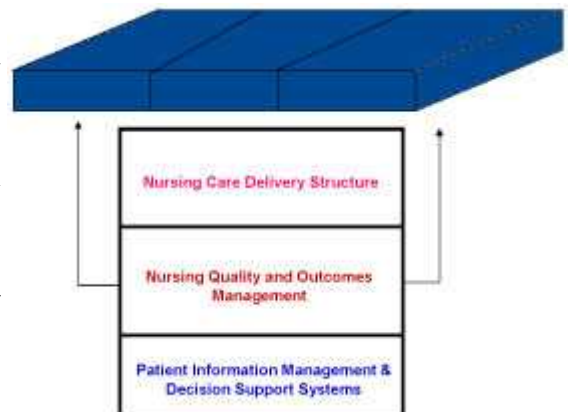 Nursing Care Delivery Structure
Nursing Quality and Outcomes
Management
Patient Information Management &
Decision Support Systems